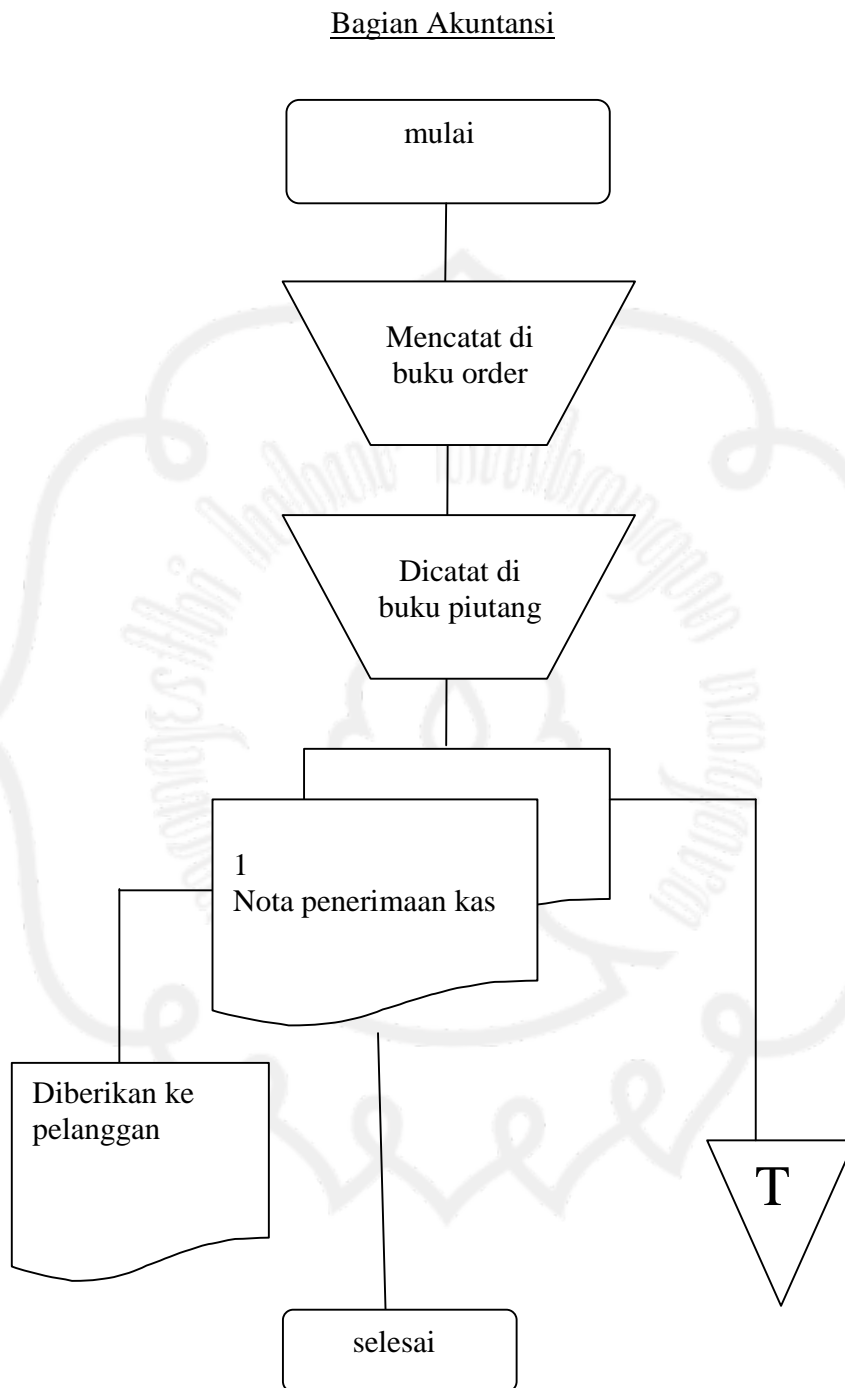 Bagian Akuntansi
mulai
Mencatat di
buku order
Dicatat di
buku piutang
1
Nota penerimaan kas
Diberikan ke
pelanggan
T
selesai